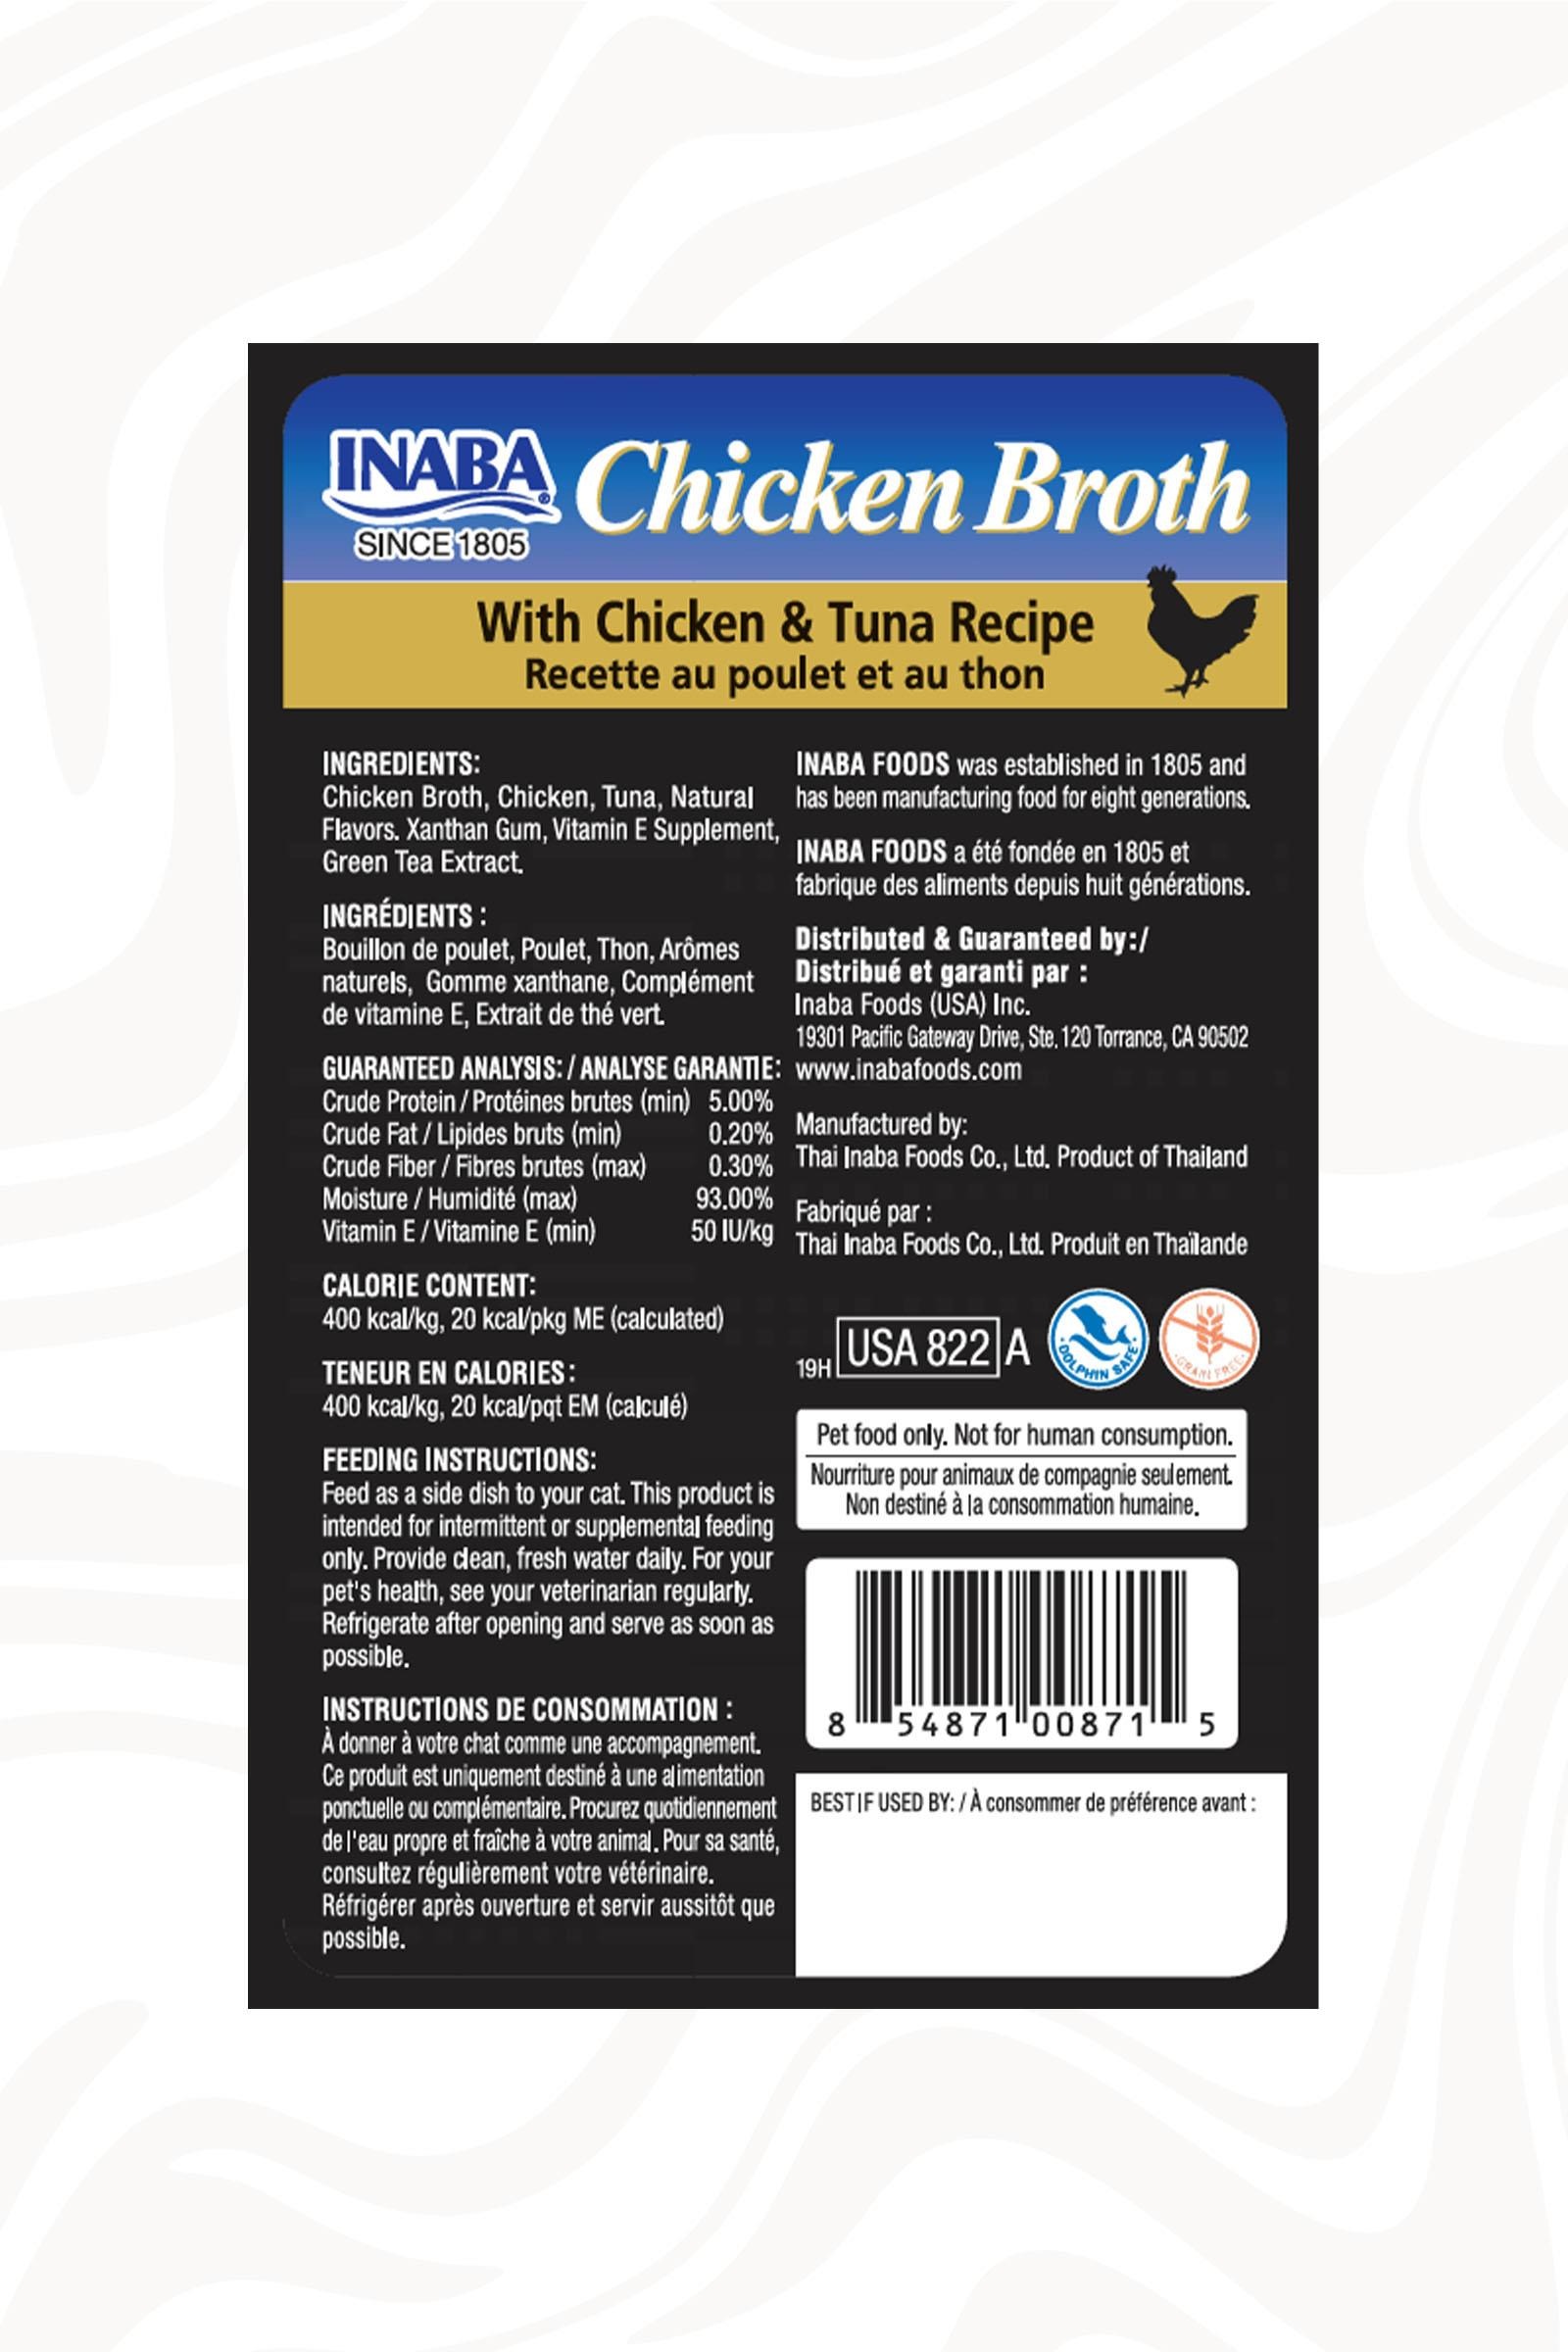 INABA
®
SINCE 1805
Chicken Broth
With Chicken & Tuna Recipe
Recette au poulet et au thon
INGREDIENTS:
Chicken Broth, Chicken, Tuna, Natural
Flavors. Xanthan Gum, Vitamin E Supplement,
Green Tea Extract.
INGRÉDIENTS :
Bouillon de poulet, Poulet, Thon, Arômes
naturels, Gomme xanthane, Complément
de vitamine E, Extrait de thé vert.
GUARANTEED ANALYSIS: / ANALYSE GARANTIE:
Crude Protein / Protéines brutes (min) 5.00%
Crude Fat / Lipides bruts (min) 0.20%
Crude Fiber / Fibres brutes (max) 0.30%
Moisture / Humidité (max) 93.00%
Vitamin E / Vitamine E (min) 50 IU/kg
CALORIE CONTENT:
400 kcal/kg, 20 kcal/pkg ME (calculated)
TENEUR EN CALORIES :
400 kcal/kg, 20 kcal/pqt EM (calculé)
FEEDING INSTRUCTIONS:
Feed as a side dish to your cat. This product is
intended for intermittent or supplemental feeding
only. Provide clean, fresh water daily. For your
pet's health, see your veterinarian regularly.
Refrigerate after opening and serve as soon as
possible.
INSTRUCTIONS DE CONSOMMATION :
À donner à votre chat comme une accompagnement.
Ce produit est uniquement destiné à une alimentation
ponctuelle ou complémentaire. Procurez quotidiennement
de l'eau propre et fraîche à votre animal. Pour sa santé,
consultez régulièrement votre vétérinaire.
Réfrigérer après ouverture et servir aussitôt que
possible.
INABA FOODS was established in 1805 and
has been manufacturing food for eight generations.
INABA FOODS a été fondée en 1805 et
fabrique des aliments depuis huit générations.
Distributed & Guaranteed by:/
Distribué et garanti par :
Inaba Foods (USA) Inc.
19301 Pacific Gateway Drive, Ste. 120 Torrance, CA 90502
www.inabafoods.com
Manufactured by:
Thai Inaba Foods Co., Ltd. Product of Thailand
Fabriqué par :
Thai Inaba Foods Co., Ltd. Produit en Thaïlande
19H USA 822 A
DOLPHIN SAFE
GRAIN FREE
Pet food only. Not for human consumption.
Nourriture pour animaux de compagnie seulement.
Non destiné à la consommation humaine.
8 54871 00871 5
BEST IF USED BY: / À consommer de préférence avant :